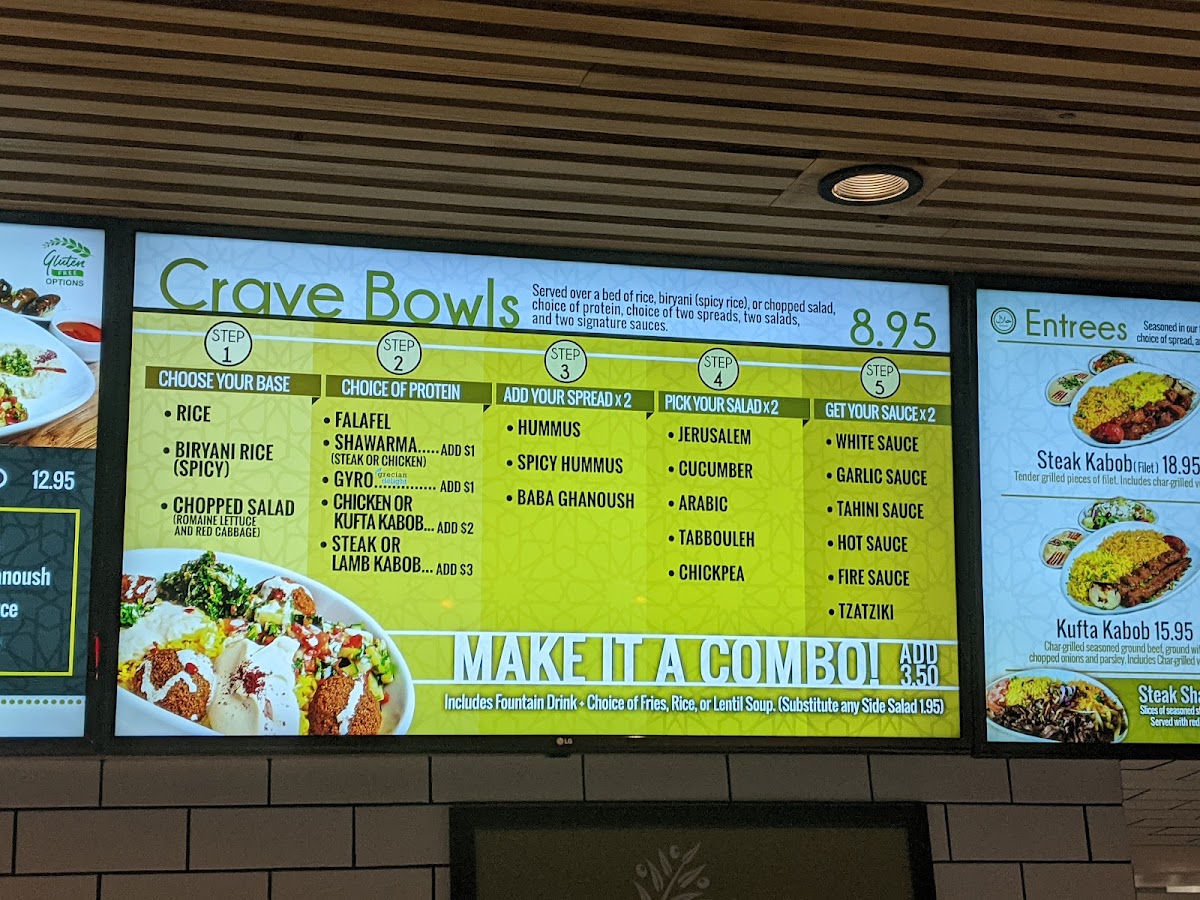 Gluten
FREE
OPTIONS
12.95
noush
ce
Crave Bowls
Served over a bed of rice, biryani (spicy rice), or chopped salad,
choice of protein, choice of two spreads, two salads,
and two signature sauces.
8.95
STEP
1
CHOOSE YOUR BASE
• RICE
• BIRYANI RICE
(SPICY)
• CHOPPED SALAD
(ROMAINE LETTUCE
AND RED CABBAGE)
STEP
2
CHOICE OF PROTEIN
• FALAFEL
• SHAWARMA..... ADD $1
(STEAK OR CHICKEN)
• GYRO grecian delight ............. ADD $1
• CHICKEN OR
KUFTA KABOB... ADD $2
• STEAK OR
LAMB KABOB... ADD $3
STEP
3
ADD YOUR SPREAD x 2
• HUMMUS
• SPICY HUMMUS
• BABA GHANOUSH
STEP
4
PICK YOUR SALAD x 2
• JERUSALEM
• CUCUMBER
• ARABIC
• TABBOULEH
• CHICKPEA
STEP
5
GET YOUR SAUCE x 2
• WHITE SAUCE
• GARLIC SAUCE
• TAHINI SAUCE
• HOT SAUCE
• FIRE SAUCE
• TZATZIKI
MAKE IT A COMBO! ADD 3.50
Includes Fountain Drink + Choice of Fries, Rice, or Lentil Soup. (Substitute any Side Salad 1.95)
LG
Entrees
Seasoned in our
choice of spread, a
Steak Kabob (Filet) 18.95
Tender grilled pieces of filet. Includes char-grilled v
Kufta Kabob 15.95
Char-grilled seasoned ground beef, ground wi
chopped onions and parsley. Includes Char-grilled
Steak Sha
Slices of seasoned s
Served with red